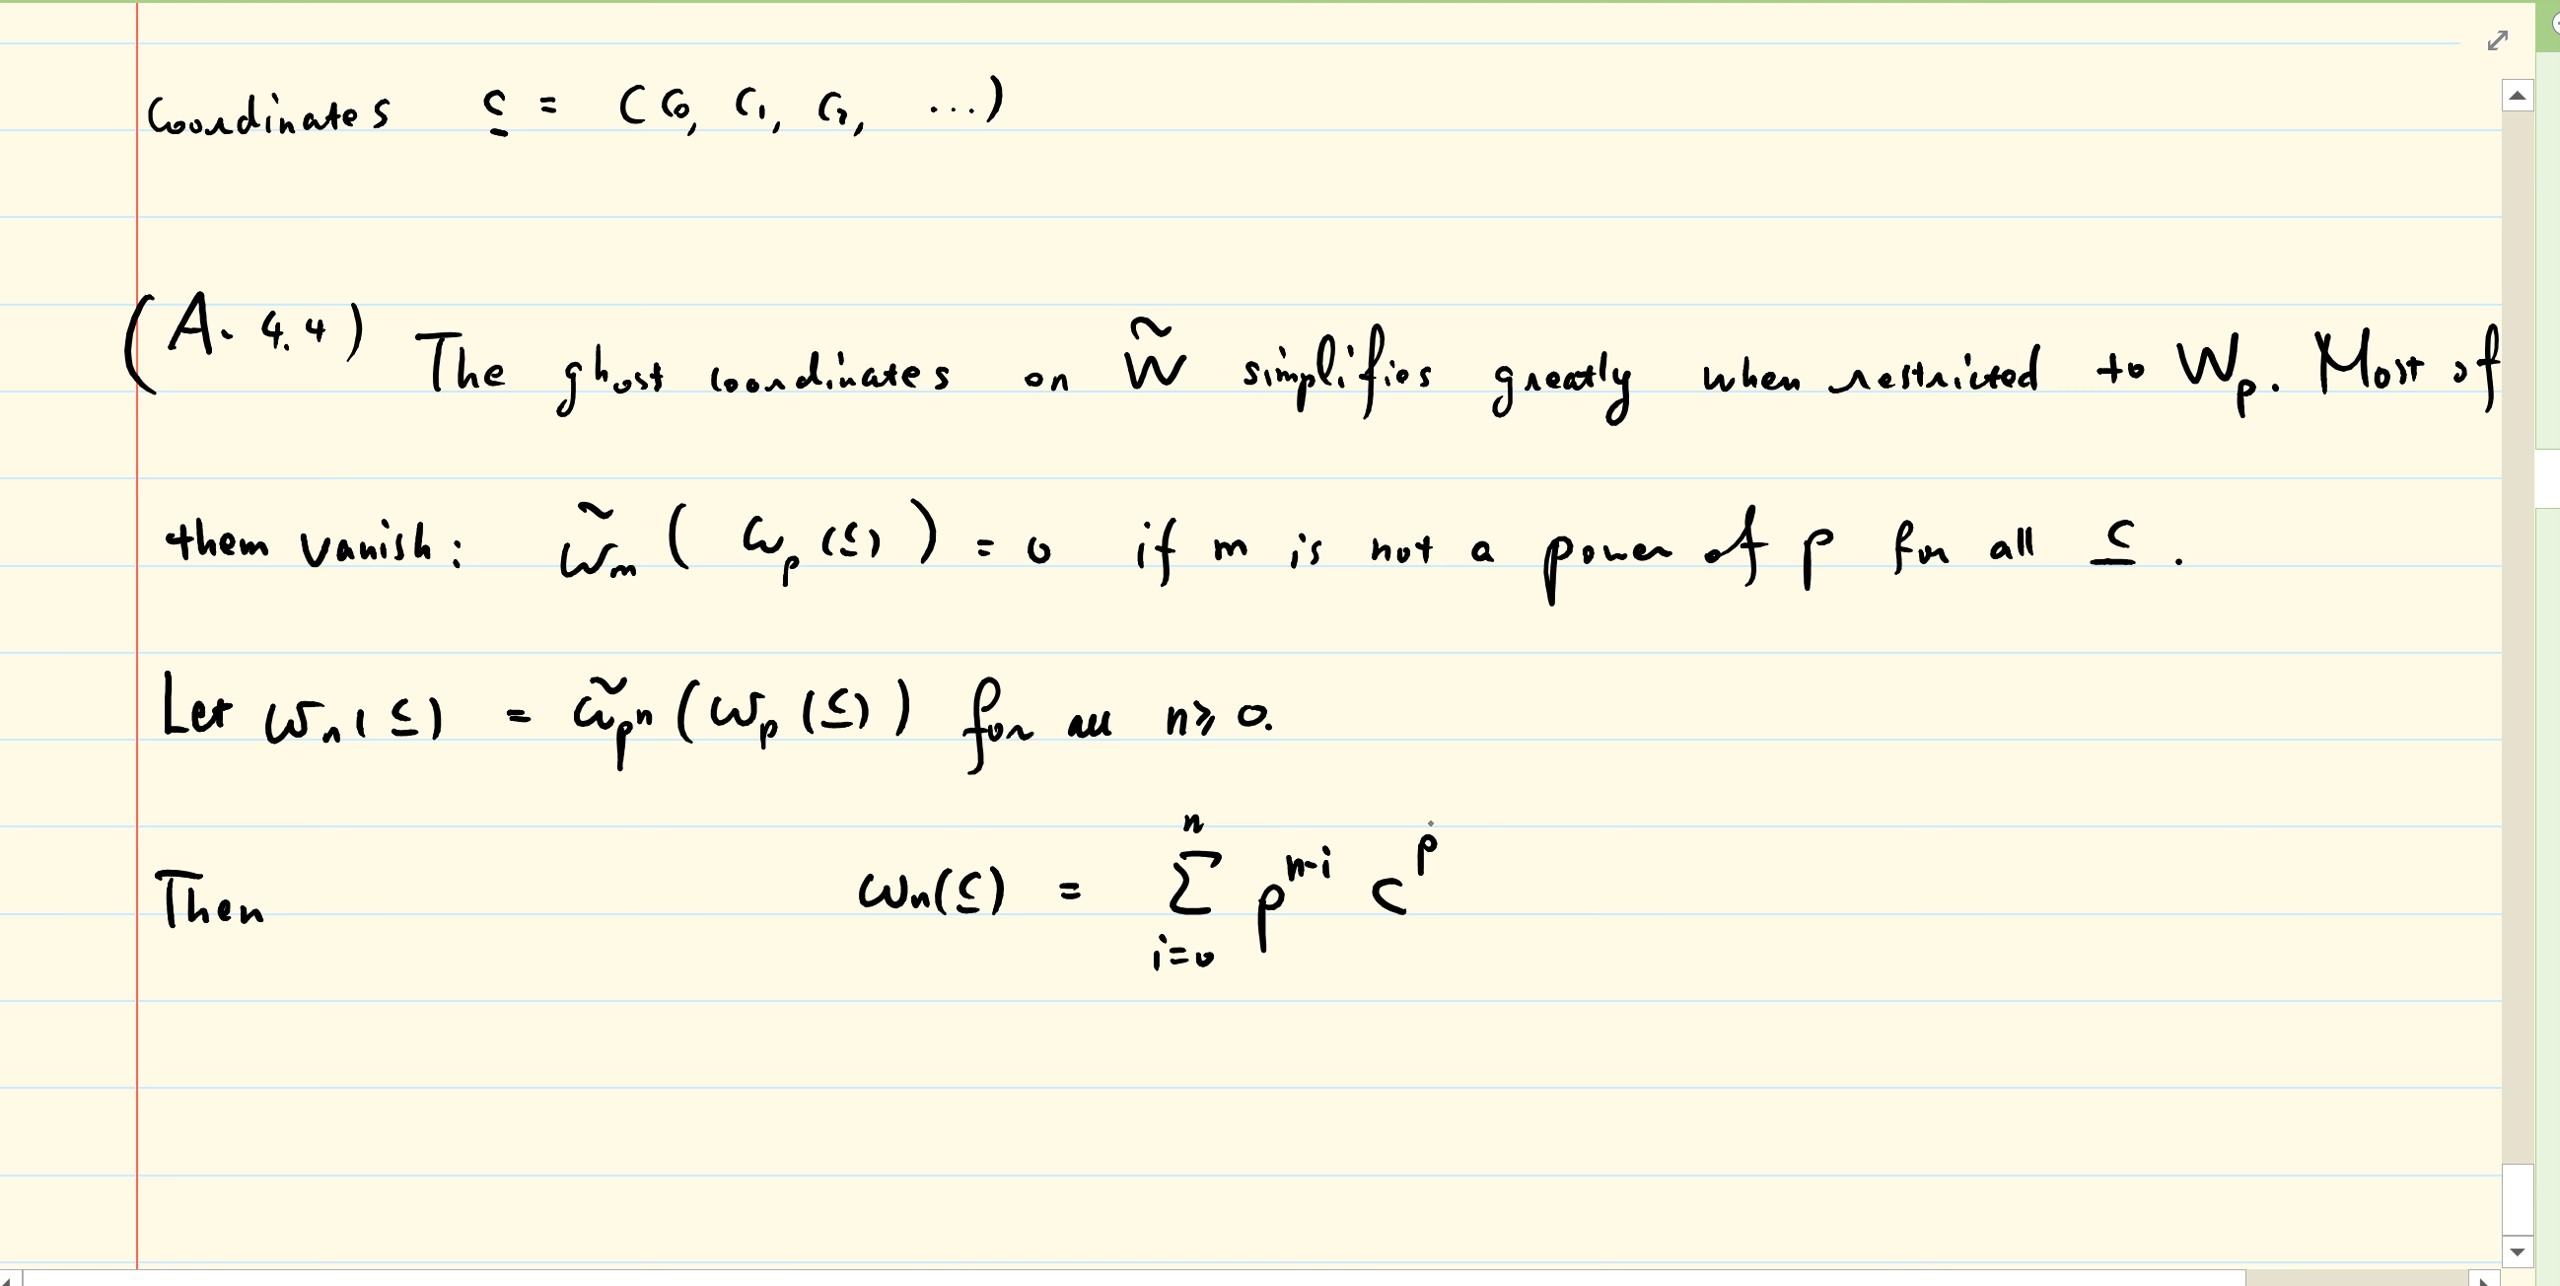 Coordinates c̲ = (c₀, c₁, c₂, ...)
(A. 4.4) The ghost coordinates on W̃ simplifies greatly when restricted to Wₚ. Most of
them vanish: w̃ₘ ( ωₚ(c̲) ) = 0 if m is not a power of p for all c̲.
Let wₙ(c̲) = w̃_{pⁿ} (ωₚ(c̲)) for all n ≥ 0.
Then wₙ(c̲) = ∑_{i=0}^{n} p^{n-i} c^p